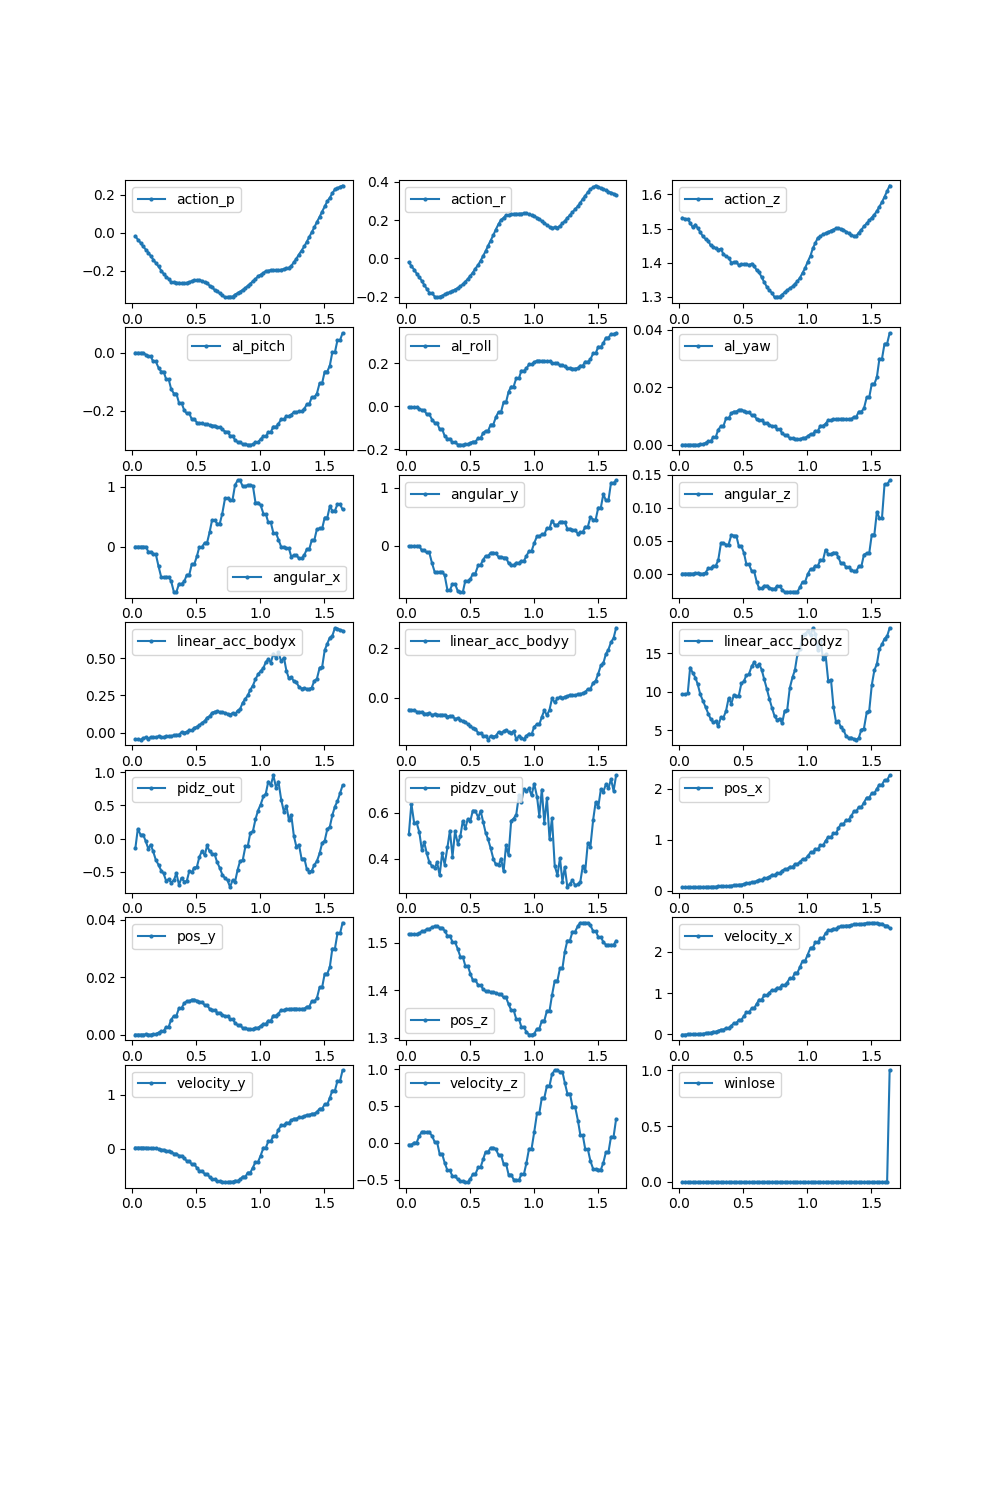 action_p
0.2
0.0
−0.2
0.0 0.5 1.0 1.5
action_r
0.4
0.2
0.0
−0.2
0.0 0.5 1.0 1.5
action_z
1.6
1.5
1.4
1.3
0.0 0.5 1.0 1.5
al_pitch
0.0
−0.2
0.0 0.5 1.0 1.5
al_roll
0.2
0.0
−0.2
0.0 0.5 1.0 1.5
al_yaw
0.04
0.02
0.00
0.0 0.5 1.0 1.5
angular_x
1
0
0.0 0.5 1.0 1.5
angular_y
1
0
0.0 0.5 1.0 1.5
angular_z
0.15
0.10
0.05
0.00
0.0 0.5 1.0 1.5
linear_acc_bodyx
0.50
0.25
0.00
0.0 0.5 1.0 1.5
linear_acc_bodyy
0.2
0.0
0.0 0.5 1.0 1.5
linear_acc_bodyz
15
10
5
0.0 0.5 1.0 1.5
pidz_out
1.0
0.5
0.0
−0.5
0.0 0.5 1.0 1.5
pidzv_out
0.6
0.4
0.0 0.5 1.0 1.5
pos_x
2
1
0
0.0 0.5 1.0 1.5
pos_y
0.04
0.02
0.00
0.0 0.5 1.0 1.5
pos_z
1.5
1.4
1.3
0.0 0.5 1.0 1.5
velocity_x
2
1
0
0.0 0.5 1.0 1.5
velocity_y
1
0
0.0 0.5 1.0 1.5
velocity_z
1.0
0.5
0.0
−0.5
0.0 0.5 1.0 1.5
winlose
1.0
0.5
0.0
0.0 0.5 1.0 1.5